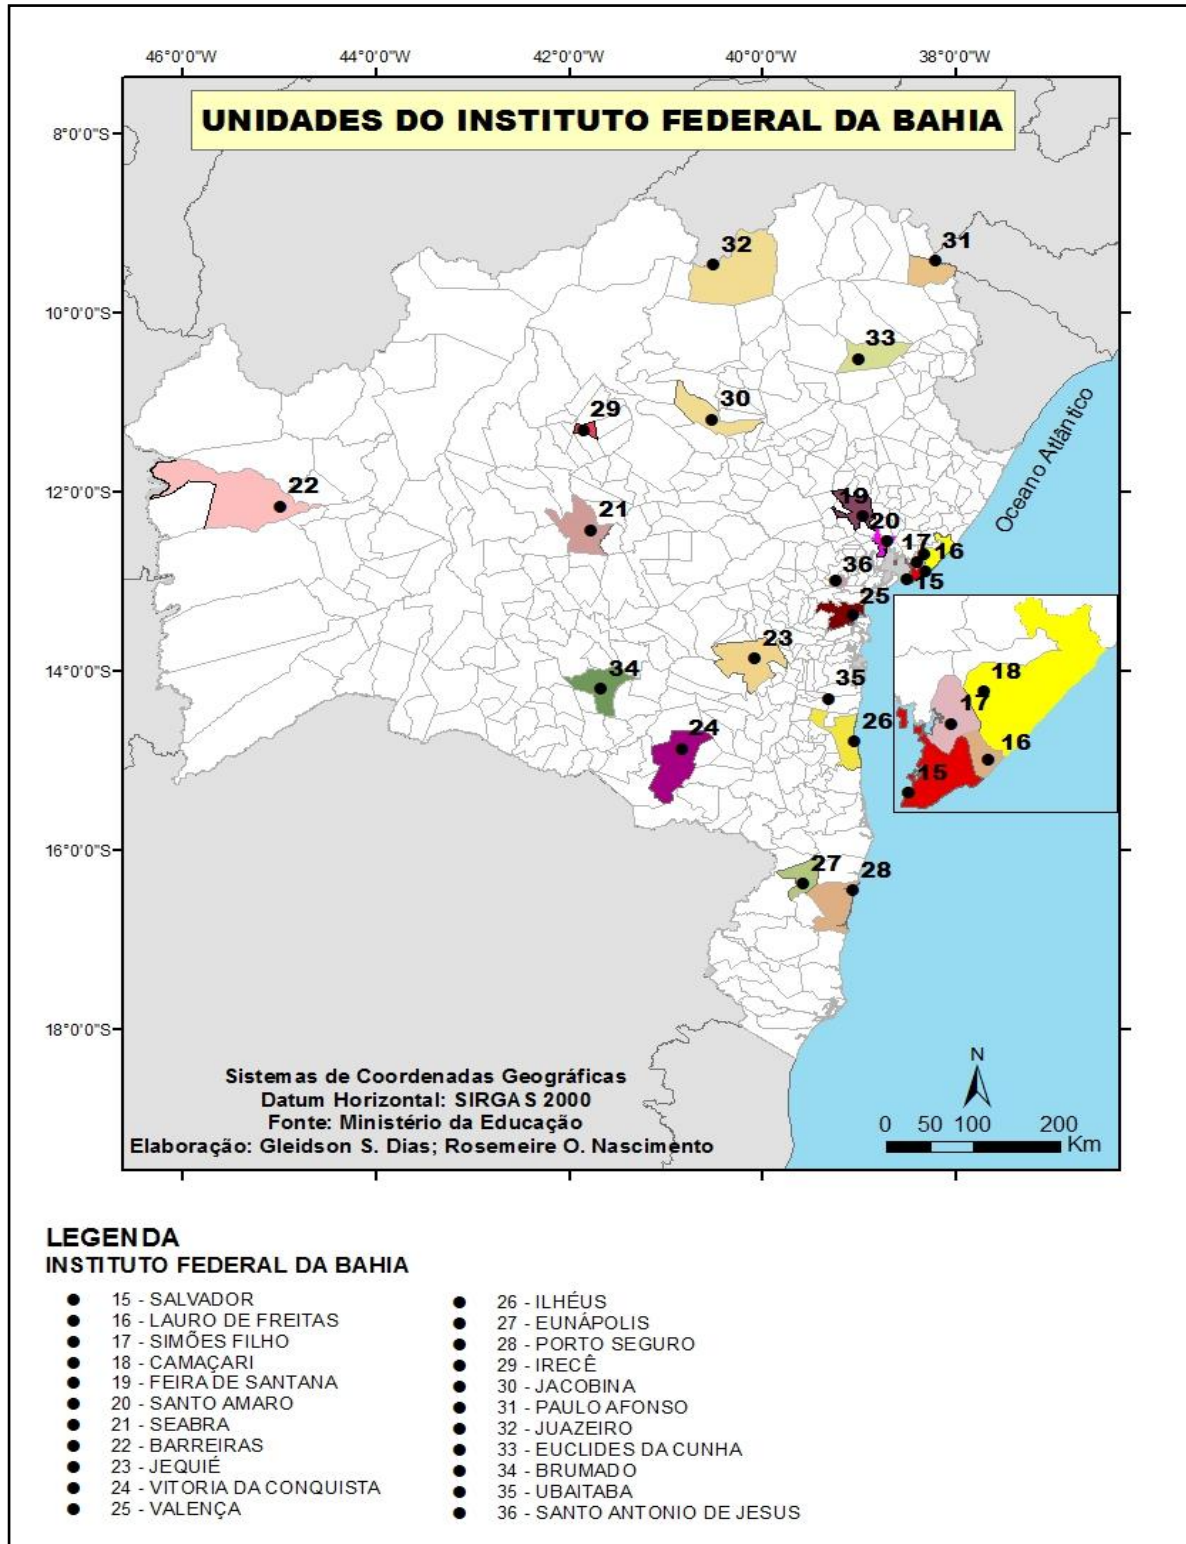 46°0'0"W 44°0'0"W 42°0'0"W 40°0'0"W 38°0'0"W
UNIDADES DO INSTITUTO FEDERAL DA BAHIA
8°0'0"S
10°0'0"S
12°0'0"S
14°0'0"S
16°0'0"S
18°0'0"S
32
31
33
30
29
22
21
19
20
17
16
15
36
25
23
35
34
24
26
27
28
Oceano Atlântico
18
17
16
15
Sistemas de Coordenadas Geográficas
Datum Horizontal: SIRGAS 2000
Fonte: Ministério da Educação
Elaboração: Gleidson S. Dias; Rosemeire O. Nascimento
N
0 50 100 200
Km
LEGENDA
INSTITUTO FEDERAL DA BAHIA
15 - SALVADOR
16 - LAURO DE FREITAS
17 - SIMÕES FILHO
18 - CAMAÇARI
19 - FEIRA DE SANTANA
20 - SANTO AMARO
21 - SEABRA
22 - BARREIRAS
23 - JEQUIÉ
24 - VITORIA DA CONQUISTA
25 - VALENÇA
26 - ILHÉUS
27 - EUNÁPOLIS
28 - PORTO SEGURO
29 - IRECÊ
30 - JACOBINA
31 - PAULO AFONSO
32 - JUAZEIRO
33 - EUCLIDES DA CUNHA
34 - BRUMADO
35 - UBAITABA
36 - SANTO ANTONIO DE JESUS